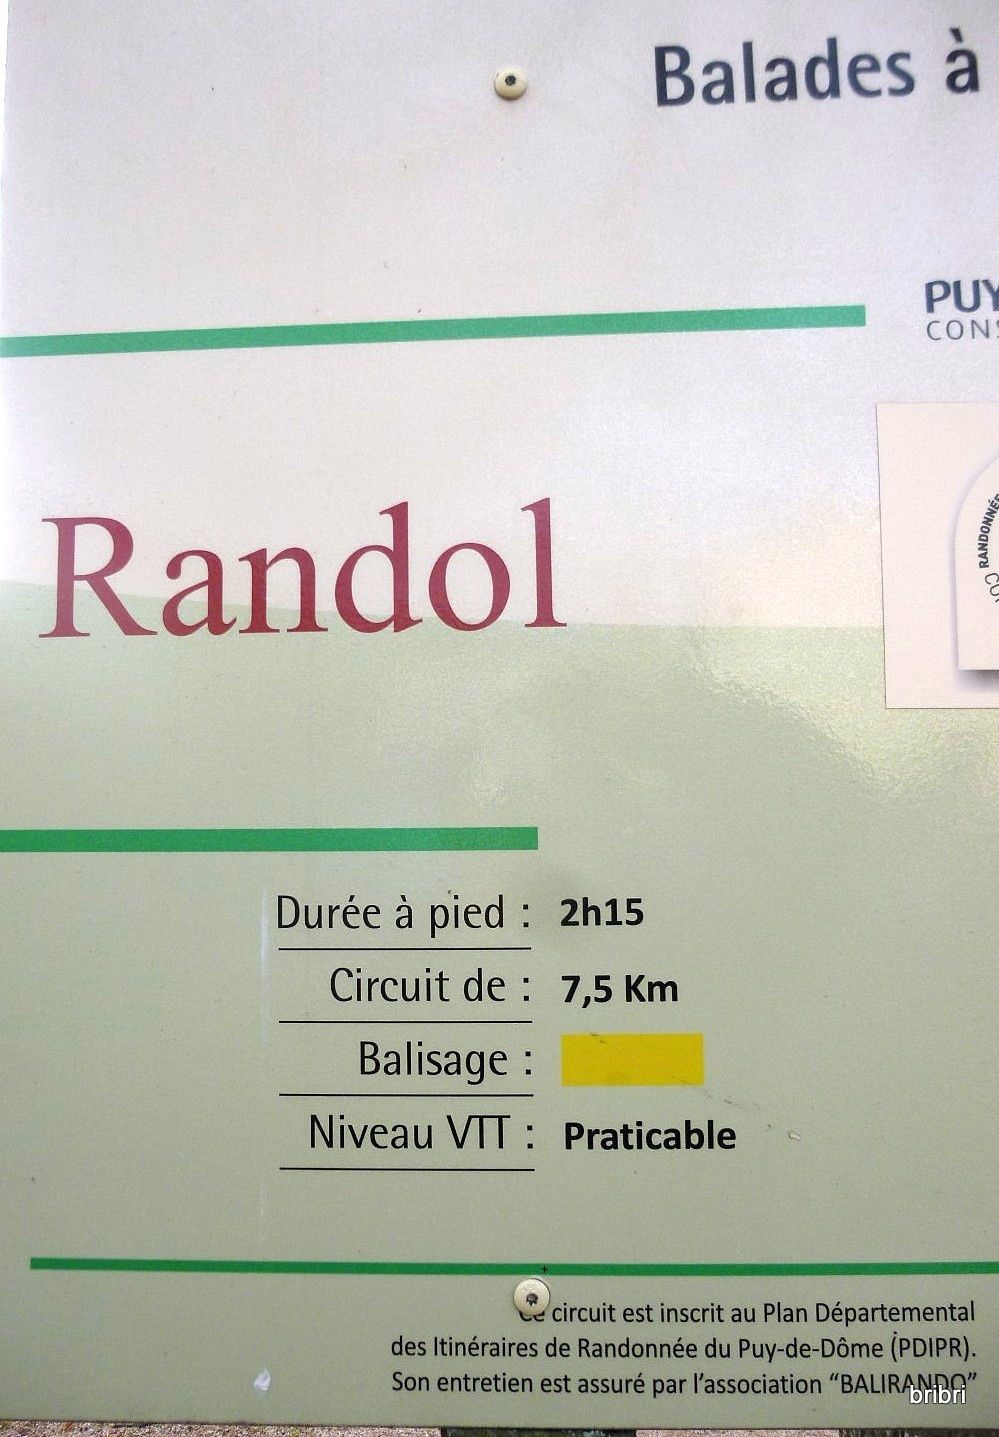 Balades à
PUY
CONS
RANDONNÉE
Randol
Durée à pied : 2h15
Circuit de : 7,5 Km
Balisage :
Niveau VTT : Praticable
Ce circuit est inscrit au Plan Départemental
des Itinéraires de Randonnée du Puy-de-Dôme (PDIPR).
Son entretien est assuré par l'association “BALIRANDO”
bribri